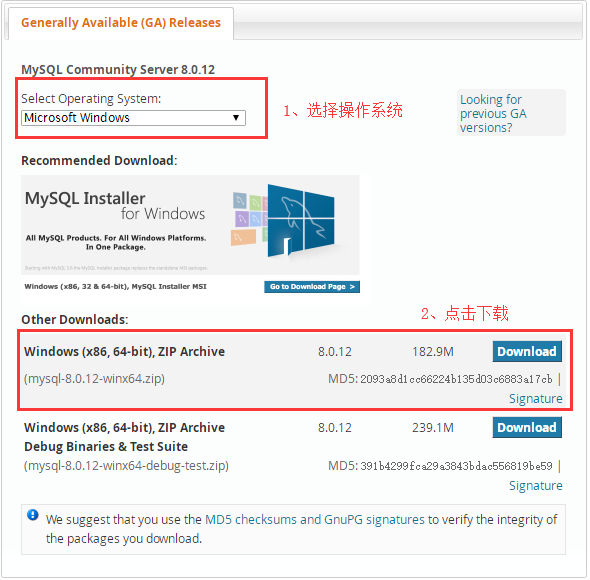 Generally Available (GA) Releases
MySQL Community Server 8.0.12
Select Operating System:
Microsoft Windows
1、选择操作系统
Looking for
previous GA
versions?
Recommended Download:
MySQL Installer
for Windows
All MySQL Products. For All Windows Platforms.
In One Package.
Starting with MySQL 5.6 the MySQL Installer package replaces the standalone MSI packages.
Windows (x86, 32 & 64-bit), MySQL Installer MSI
Go to Download Page >
Other Downloads:
2、点击下载
Windows (x86, 64-bit), ZIP Archive 8.0.12 182.9M Download
(mysql-8.0.12-winx64.zip) MD5: 2093a8d1cc66224b135d03c6883a17cb |
Signature
Windows (x86, 64-bit), ZIP Archive 8.0.12 239.1M Download
Debug Binaries & Test Suite
(mysql-8.0.12-winx64-debug-test.zip) MD5: 391b4299fca29a3843bdac556819be59 |
Signature
We suggest that you use the MD5 checksums and GnuPG signatures to verify the integrity of
the packages you download.